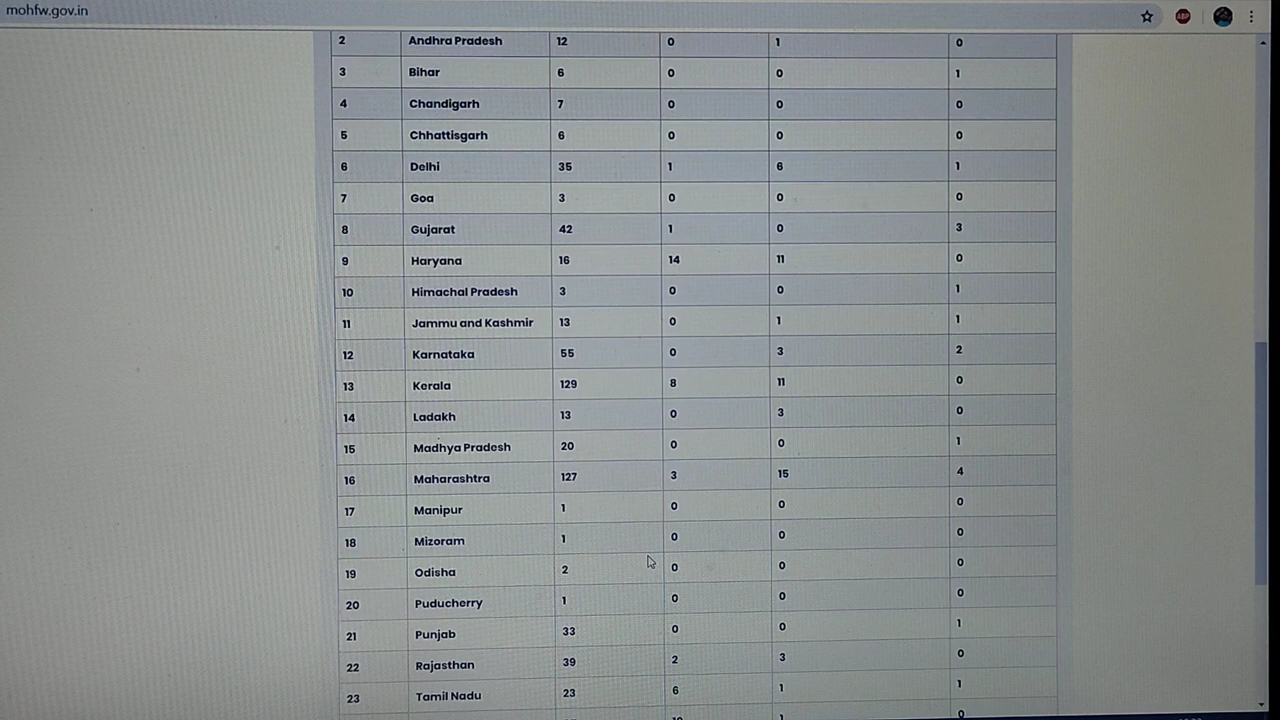 mohfw.gov.in
ABP
2 Andhra Pradesh 12 0 1 0
3 Bihar 6 0 0 1
4 Chandigarh 7 0 0 0
5 Chhattisgarh 6 0 0 0
6 Delhi 35 1 6 1
7 Goa 3 0 0 0
8 Gujarat 42 1 0 3
9 Haryana 16 14 11 0
10 Himachal Pradesh 3 0 0 1
11 Jammu and Kashmir 13 0 1 1
12 Karnataka 55 0 3 2
13 Kerala 129 8 11 0
14 Ladakh 13 0 3 0
15 Madhya Pradesh 20 0 0 1
16 Maharashtra 127 3 15 4
17 Manipur 1 0 0 0
18 Mizoram 1 0 0 0
19 Odisha 2 0 0 0
20 Puducherry 1 0 0 0
21 Punjab 33 0 0 1
22 Rajasthan 39 2 3 0
23 Tamil Nadu 23 6 1 1
1 0